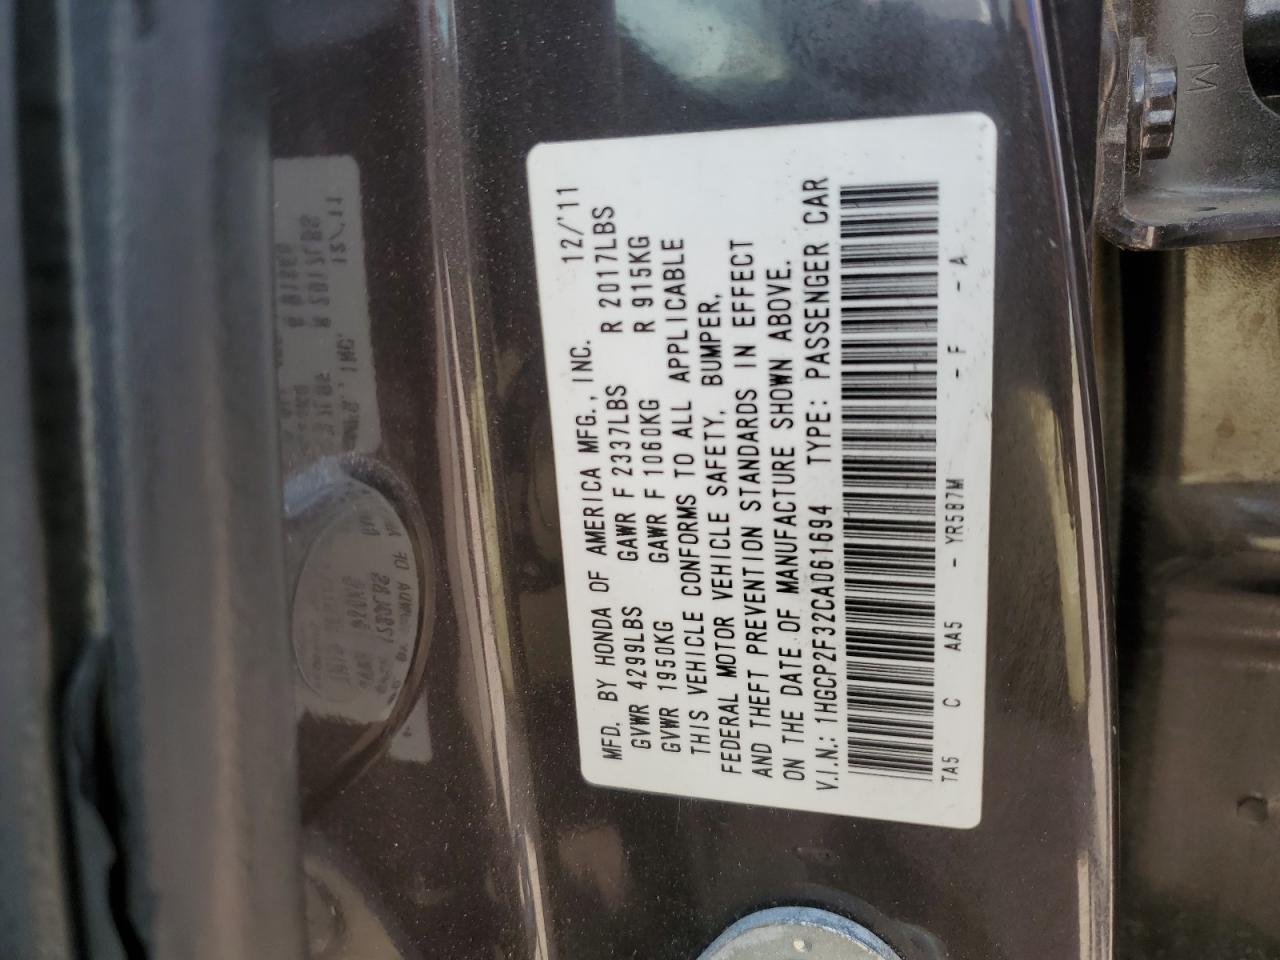 MFD. BY HONDA OF AMERICA MFG., INC. 12/'11
GVWR 4299LBS GAWR F 2337LBS R 2017LBS
GVWR 1950KG GAWR F 1060KG R 915KG
THIS VEHICLE CONFORMS TO ALL APPLICABLE
FEDERAL MOTOR VEHICLE SAFETY, BUMPER,
AND THEFT PREVENTION STANDARDS IN EFFECT
ON THE DATE OF MANUFACTURE SHOWN ABOVE.
V.I.N.: 1HGCP2F32CA061694 TYPE: PASSENGER CAR
TA5 C AA5 - YR587M - F - A